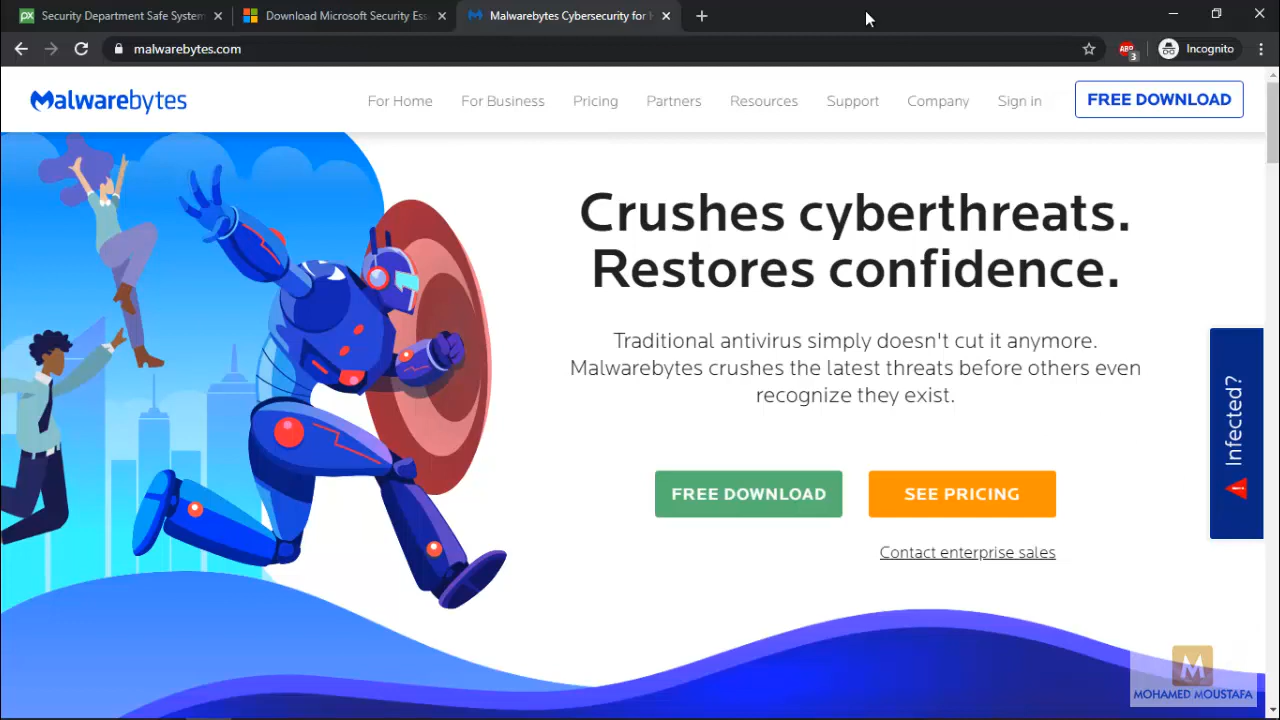 Security Department Safe System
Download Microsoft Security Ess
Malwarebytes Cybersecurity for H
malwarebytes.com
ABP
3
Incognito
Malwarebytes
For Home
For Business
Pricing
Partners
Resources
Support
Company
Sign in
FREE DOWNLOAD
Crushes cyberthreats.
Restores confidence.
Traditional antivirus simply doesn't cut it anymore.
Malwarebytes crushes the latest threats before others even
recognize they exist.
Infected?
FREE DOWNLOAD
SEE PRICING
Contact enterprise sales
M
MOHAMED MOUSTAFA